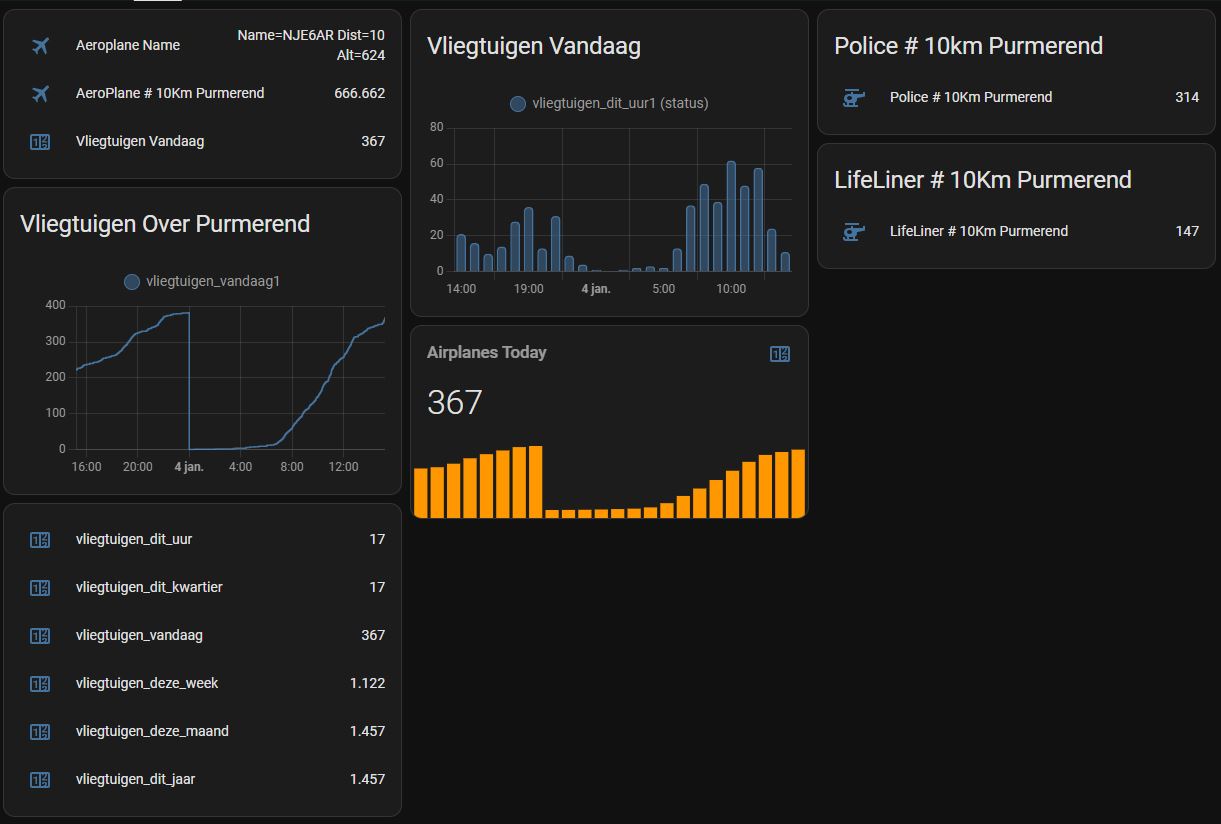 Aeroplane Name
Name=NJE6AR Dist=10
Alt=624
AeroPlane # 10Km Purmerend 666.662
Vliegtuigen Vandaag 367
Vliegtuigen Over Purmerend
vliegtuigen_vandaag1
400
300
200
100
0
16:00 20:00 4 jan. 4:00 8:00 12:00
vliegtuigen_dit_uur 17
vliegtuigen_dit_kwartier 17
vliegtuigen_vandaag 367
vliegtuigen_deze_week 1.122
vliegtuigen_deze_maand 1.457
vliegtuigen_dit_jaar 1.457
Vliegtuigen Vandaag
vliegtuigen_dit_uur1 (status)
80
60
40
20
0
14:00 19:00 4 jan. 5:00 10:00
Airplanes Today
367
Police # 10km Purmerend
Police # 10Km Purmerend 314
LifeLiner # 10Km Purmerend
LifeLiner # 10Km Purmerend 147